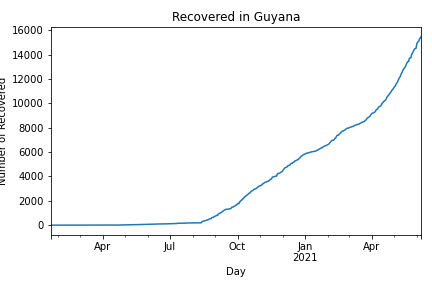 Recovered in Guyana
Number of Recovered
16000
14000
12000
10000
8000
6000
4000
2000
0
Apr
Jul
Oct
Jan
2021
Apr
Day